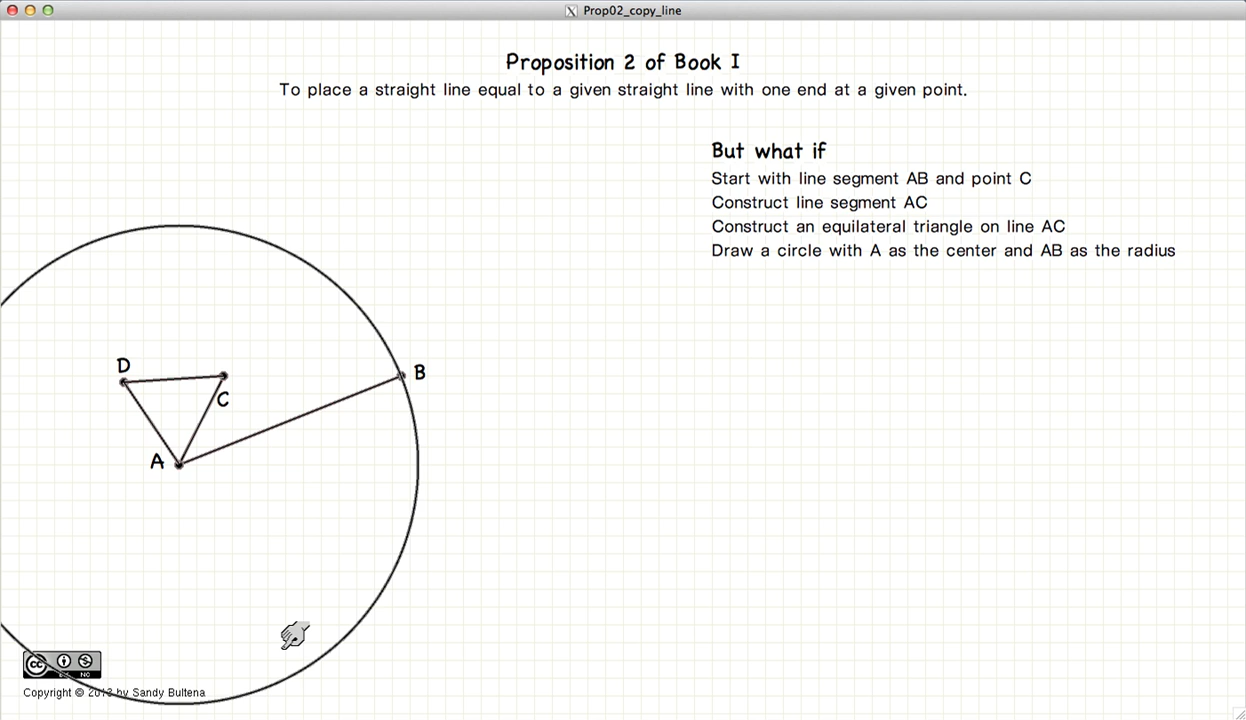 Prop02_copy_line
Proposition 2 of Book I
To place a straight line equal to a given straight line with one end at a given point.
But what if
Start with line segment AB and point C
Construct line segment AC
Construct an equilateral triangle on line AC
Draw a circle with A as the center and AB as the radius
D
B
C
A
cc
NC
Copyright © 2013 by Sandy Bultena